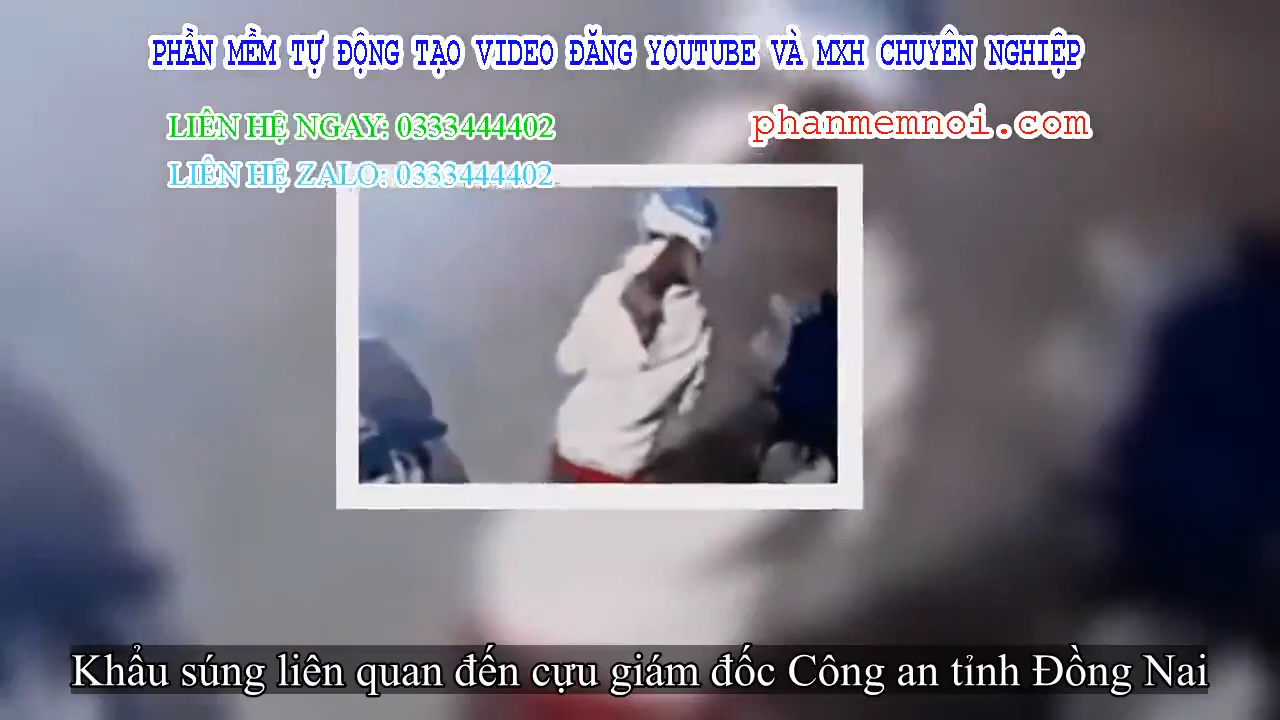 PHẦN MỀM TỰ ĐỘNG TẠO VIDEO ĐĂNG YOUTUBE VÀ MXH CHUYÊN NGHIỆP
LIÊN HỆ NGAY: 0333444402
phanmemnoi.com
LIÊN HỆ ZALO: 0333444402
Khẩu súng liên quan đến cựu giám đốc Công an tỉnh Đồng Nai